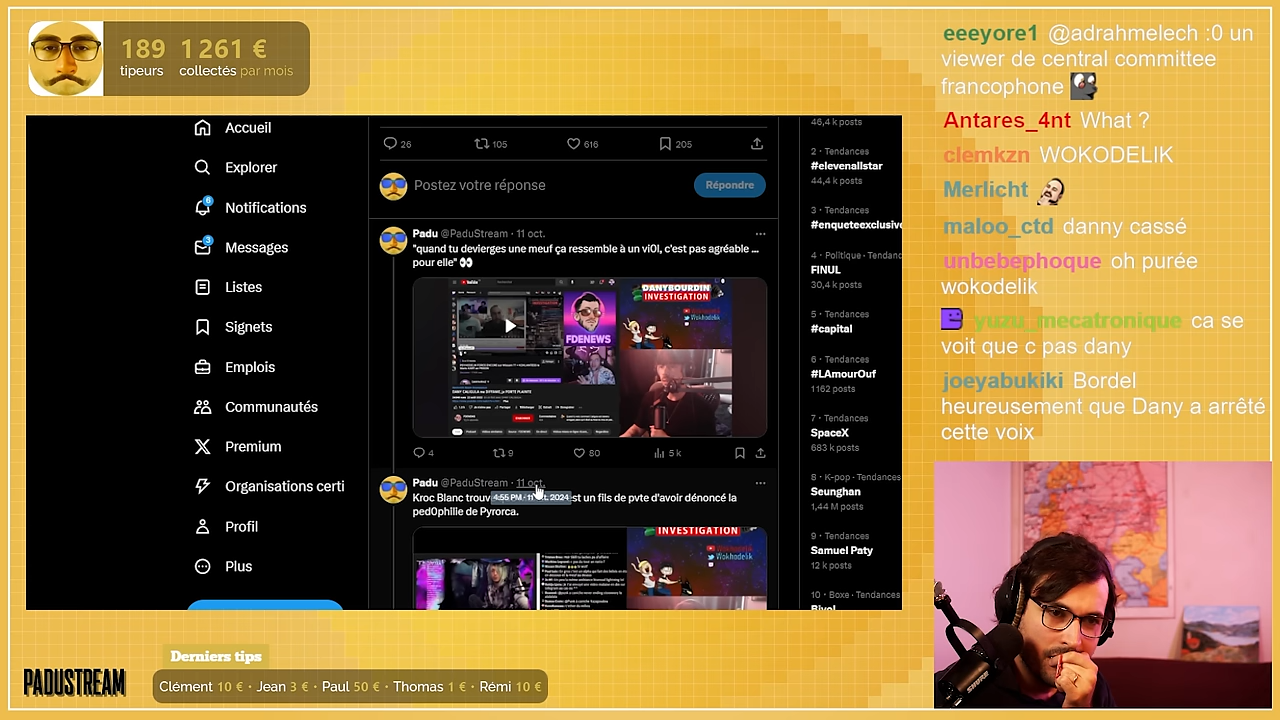 189 1 261 €
tipeurs collectés par mois
Accueil
Explorer
6
Notifications
3
Messages
Listes
Signets
Emplois
Communautés
Premium
Organisations certi
Profil
Plus
26 105 616 205
Postez votre réponse
Répondre
Padu @PaduStream · 11 oct.
"quand tu devierges une meuf ça ressemble à un vi0l, c'est pas agréable ...
pour elle"
DANYBOURDIN
INVESTIGATION
Wokhodelik
FDENEWS
4 9 80 5 k
Padu @PaduStream · 11 oct.
4:55 PM · 11 oct. 2024
Kroc Blanc trouv st un fils de pvte d'avoir dénoncé la
ped0philie de Pyrorca.
INVESTIGATION
Wokhodelik
46,4 k posts
2 · Tendances
#elevenallstar
44,4 k posts
3 · Tendances
#enqueteexclusive
4 · Politique · Tendanc
FINUL
30,4 k posts
5 · Tendances
#capital
6 · Tendances
#LAmourOuf
1162 posts
7 · Tendances
SpaceX
683 k posts
8 · K-pop · Tendances
Seunghan
1,44 M posts
9 · Tendances
Samuel Paty
12 k posts
10 · Boxe · Tendances
Bivol
eeeyore1 @adrahmelech :0 un
viewer de central committee
francophone
Antares_4nt What ?
clemkzn WOKODELIK
Merlicht
maloo_ctd danny cassé
unbebephoque oh purée
wokodelik
yuzu_mecatronique ca se
voit que c pas dany
joeyabukiki Bordel
heureusement que Dany a arrêté
cette voix
SHURE
PADUSTREAM
Derniers tips
Clément 10 € · Jean 3 € · Paul 50 € · Thomas 1 € · Rémi 10 €